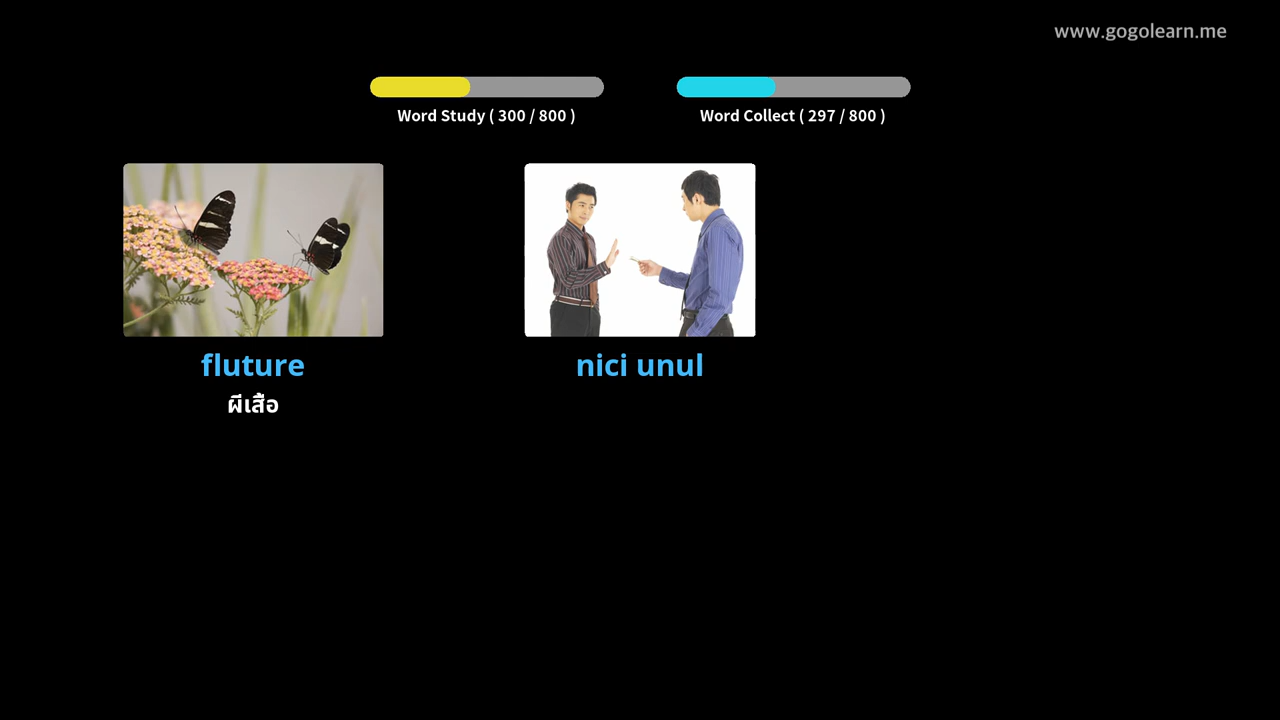 www.gogolearn.me
Word Study ( 300 / 800 )
Word Collect ( 297 / 800 )
fluture
ผีเสื้อ
nici unul